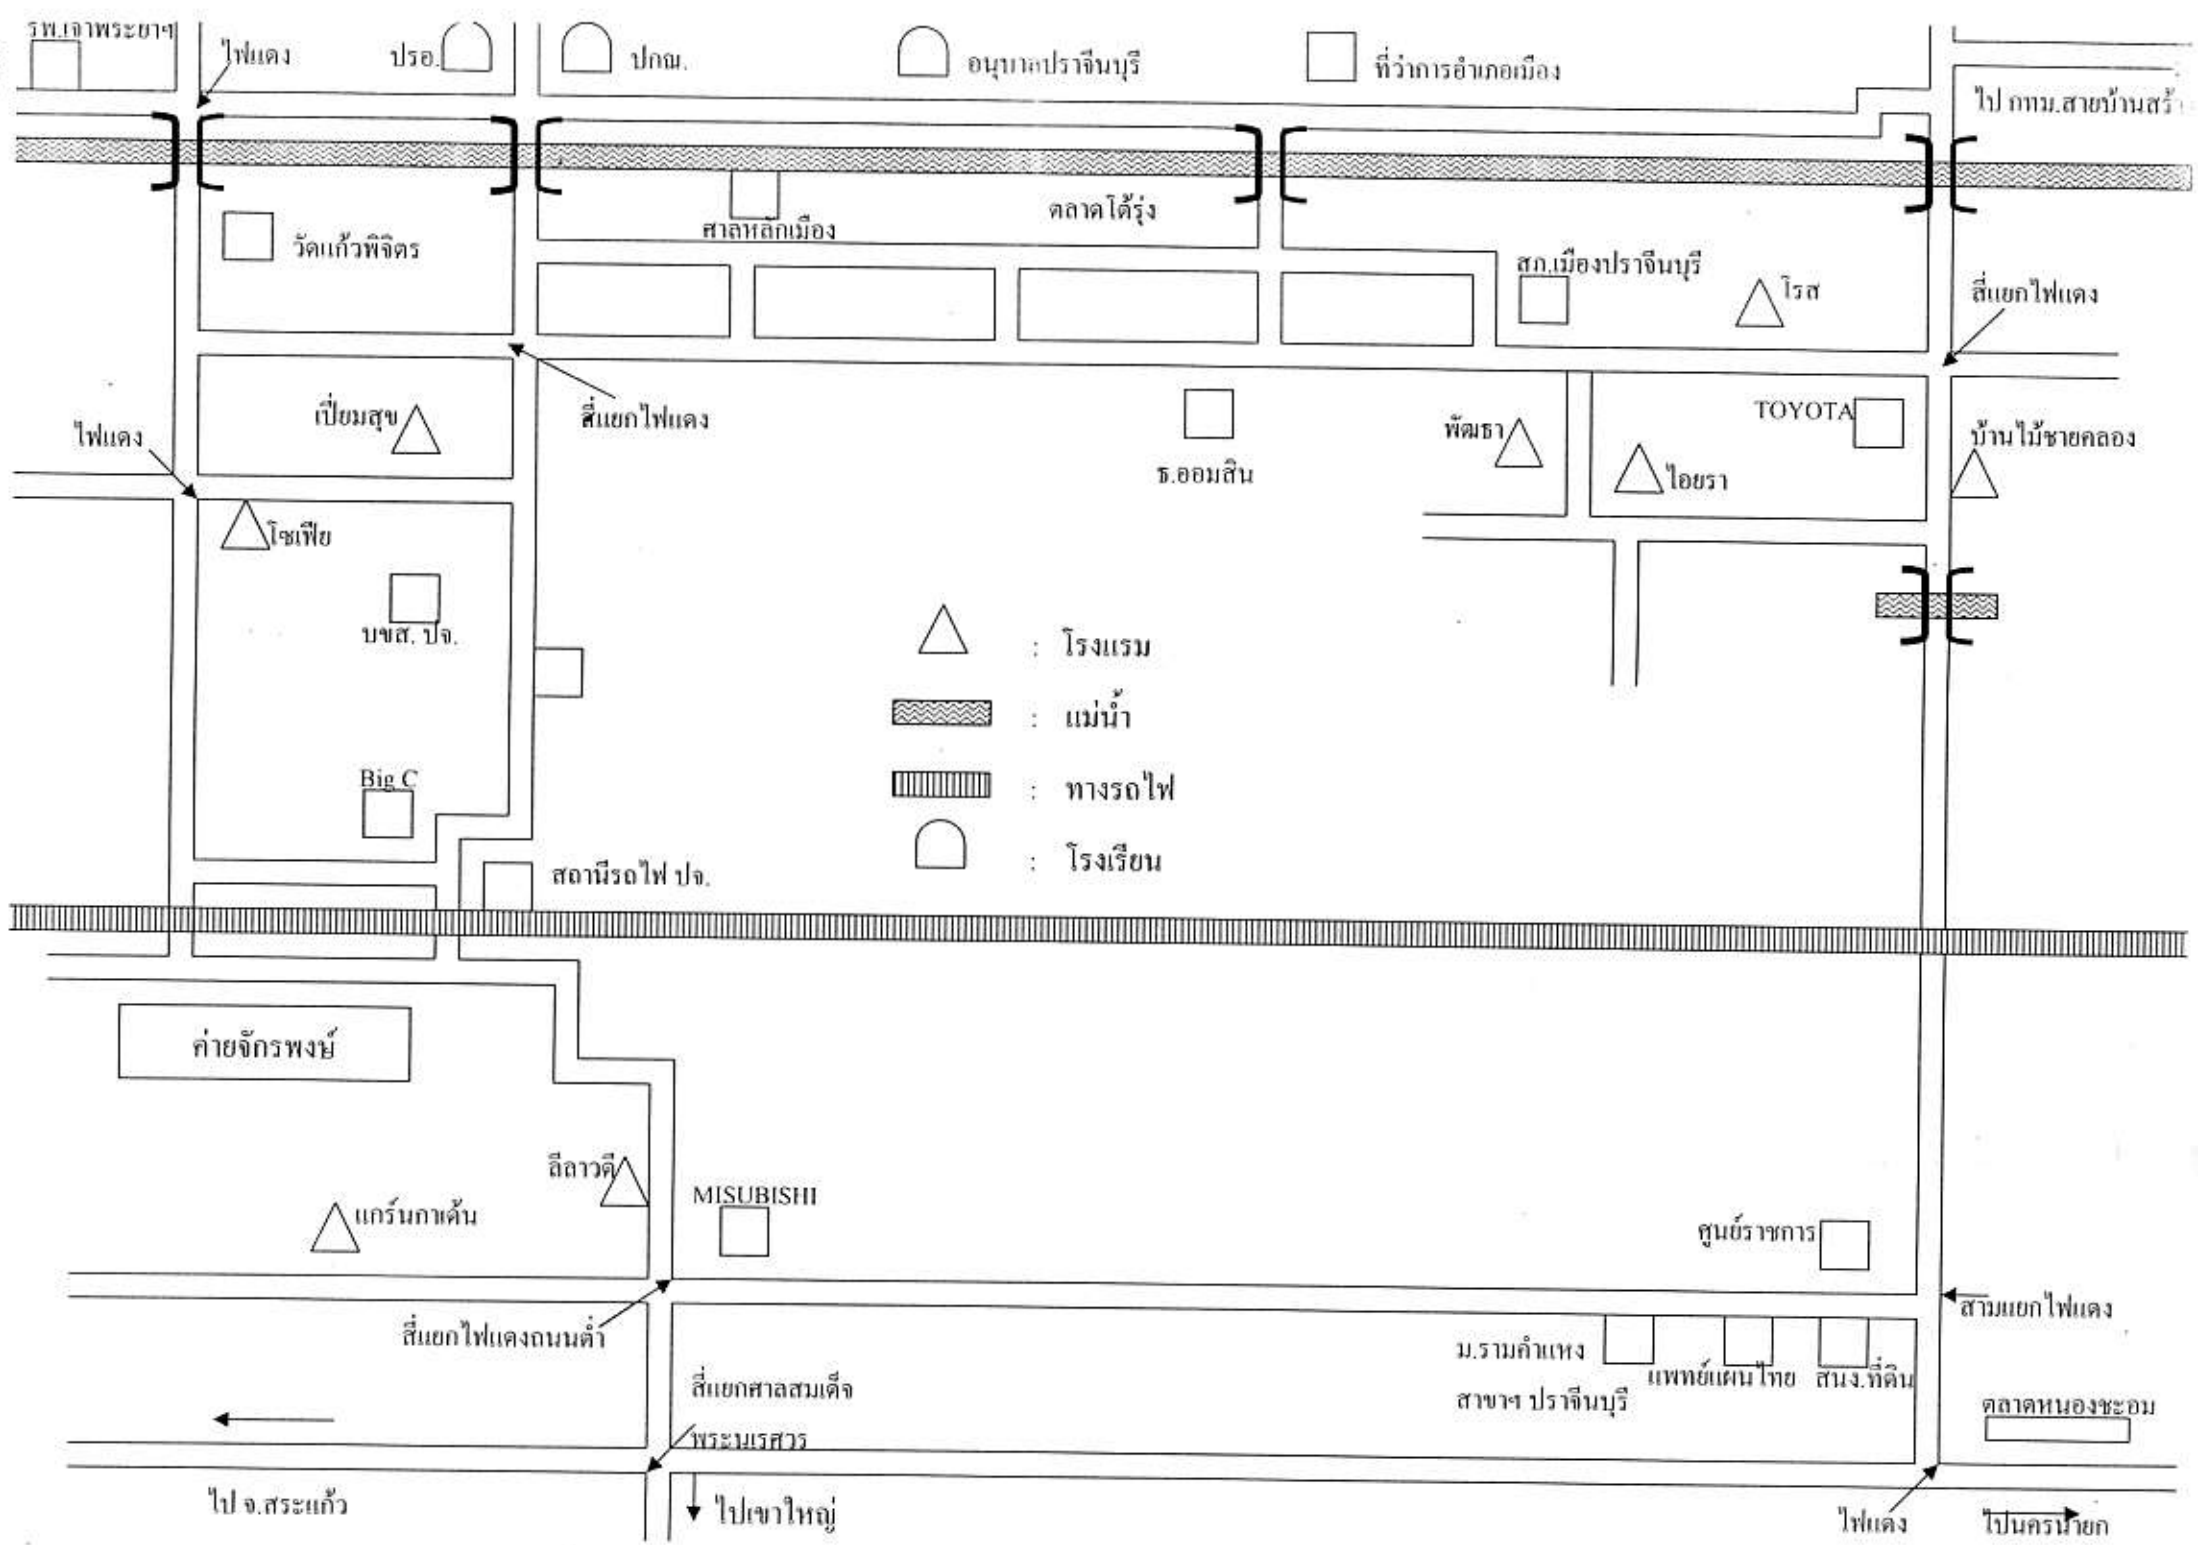 รพ.เจ้าพระยาฯ
ไฟแดง
ปรอ.
ปกณ.
อนุบาลปราจีนบุรี
ที่ว่าการอำเภอเมือง
ไป กทม.สายบ้านสร้
วัดแก้วพิจิตร
ศาลหลักเมือง
ตลาดโต้รุ่ง
สภ.เมืองปราจีนบุรี
โรส
สี่แยกไฟแดง
เปี่ยมสุข
สี่แยกไฟแดง
ไฟแดง
ธ.ออมสิน
พัฒธา
ไอยรา
TOYOTA
บ้านไม้ชายคลอง
โซเฟีย
บขส. ปจ.
: โรงแรม
: แม่น้ำ
Big C
: ทางรถไฟ
: โรงเรียน
สถานีรถไฟ ปจ.
ค่ายจักรพงษ์
ลีลาวดี
MISUBISHI
แกร์นกาเด้น
ศูนย์ราชการ
สามแยกไฟแดง
สี่แยกไฟแดงถนนต่ำ
ม.รามคำแหง
สาขาฯ ปราจีนบุรี
แพทย์แผนไทย
สนง.ที่ดิน
สี่แยกศาลสมเด็จ
พระนเรศวร
ตลาดหนองชะอม
ไป จ.สระแก้ว
ไปเขาใหญ่
ไฟแดง
ไปนครนายก